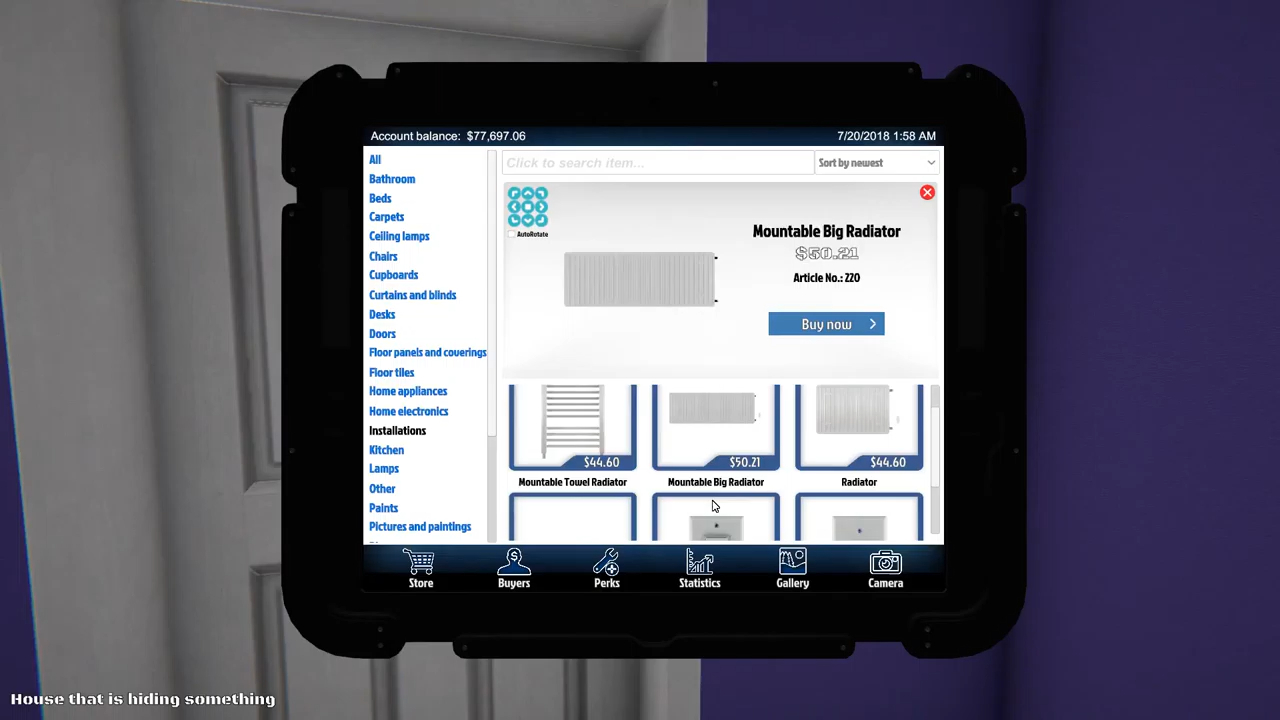 Account balance: $77,697.06
7/20/2018 1:58 AM
All
Bathroom
Beds
Carpets
Ceiling lamps
Chairs
Cupboards
Curtains and blinds
Desks
Doors
Floor panels and coverings
Floor tiles
Home appliances
Home electronics
Installations
Kitchen
Lamps
Other
Paints
Pictures and paintings
Click to search item...
Sort by newest
AutoRotate
Mountable Big Radiator
$50.21
Article No.: 220
Buy now
$44.60
$50.21
$44.60
Mountable Towel Radiator
Mountable Big Radiator
Radiator
Store
Buyers
Perks
Statistics
Gallery
Camera
House that is hiding something